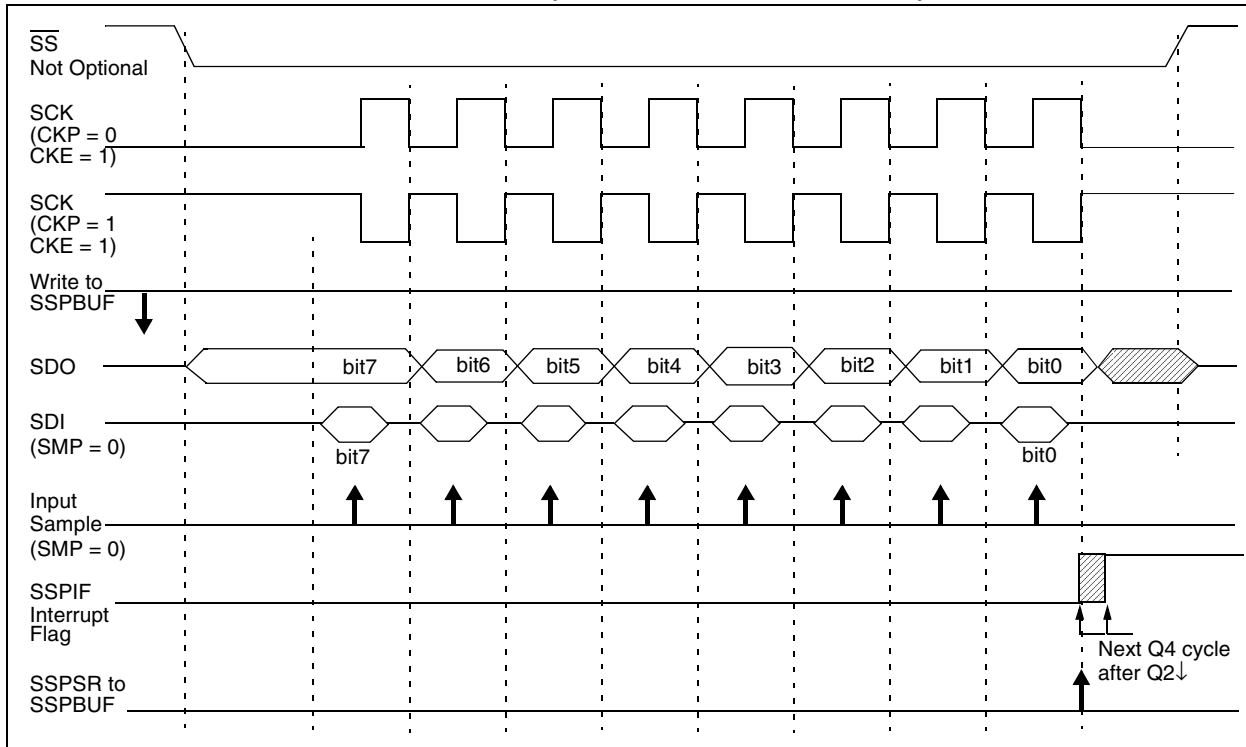 SS
Not Optional
SCK
(CKP = 0
CKE = 1)
SCK
(CKP = 1
CKE = 1)
Write to
SSPBUF
SDO
bit7
bit6
bit5
bit4
bit3
bit2
bit1
bit0
SDI
(SMP = 0)
bit7
bit0
Input
Sample
(SMP = 0)
SSPIF
Interrupt
Flag
Next Q4 cycle
after Q2↓
SSPSR to
SSPBUF